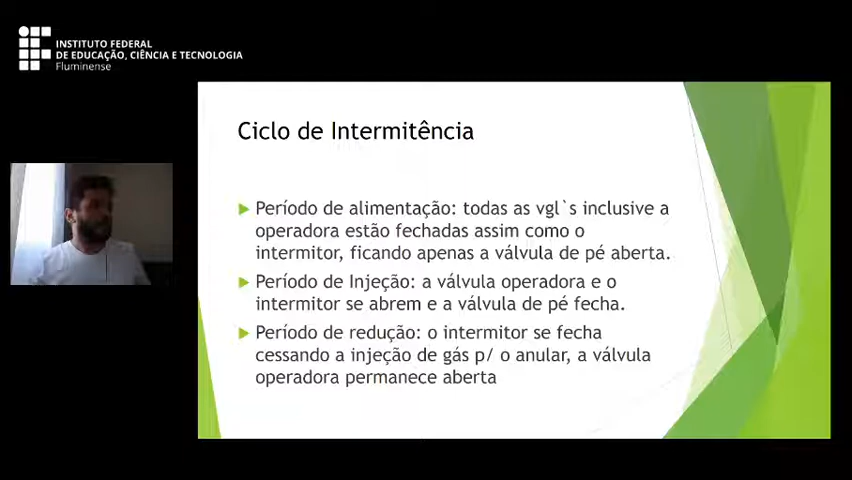 INSTITUTO FEDERAL
DE EDUCAÇÃO, CIÊNCIA E TECNOLOGIA
Fluminense
Ciclo de Intermitência
Período de alimentação: todas as vgl`s inclusive a
operadora estão fechadas assim como o
intermitor, ficando apenas a válvula de pé aberta.
Período de Injeção: a válvula operadora e o
intermitor se abrem e a válvula de pé fecha.
Período de redução: o intermitor se fecha
cessando a injeção de gás p/ o anular, a válvula
operadora permanece aberta